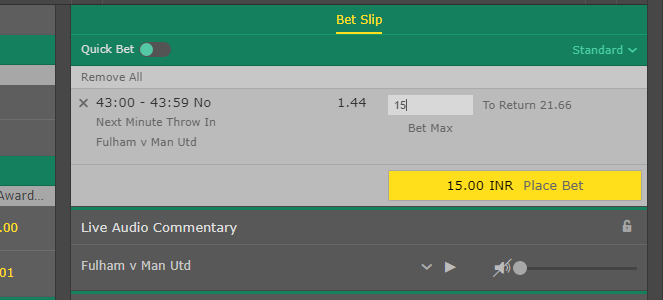 Bet Slip
Quick Bet
Standard
Remove All
43:00 - 43:59 No 1.44 15 To Return 21.66
Next Minute Throw In
Bet Max
Fulham v Man Utd
15.00 INR Place Bet
Award...
Live Audio Commentary
.00
Fulham v Man Utd
01